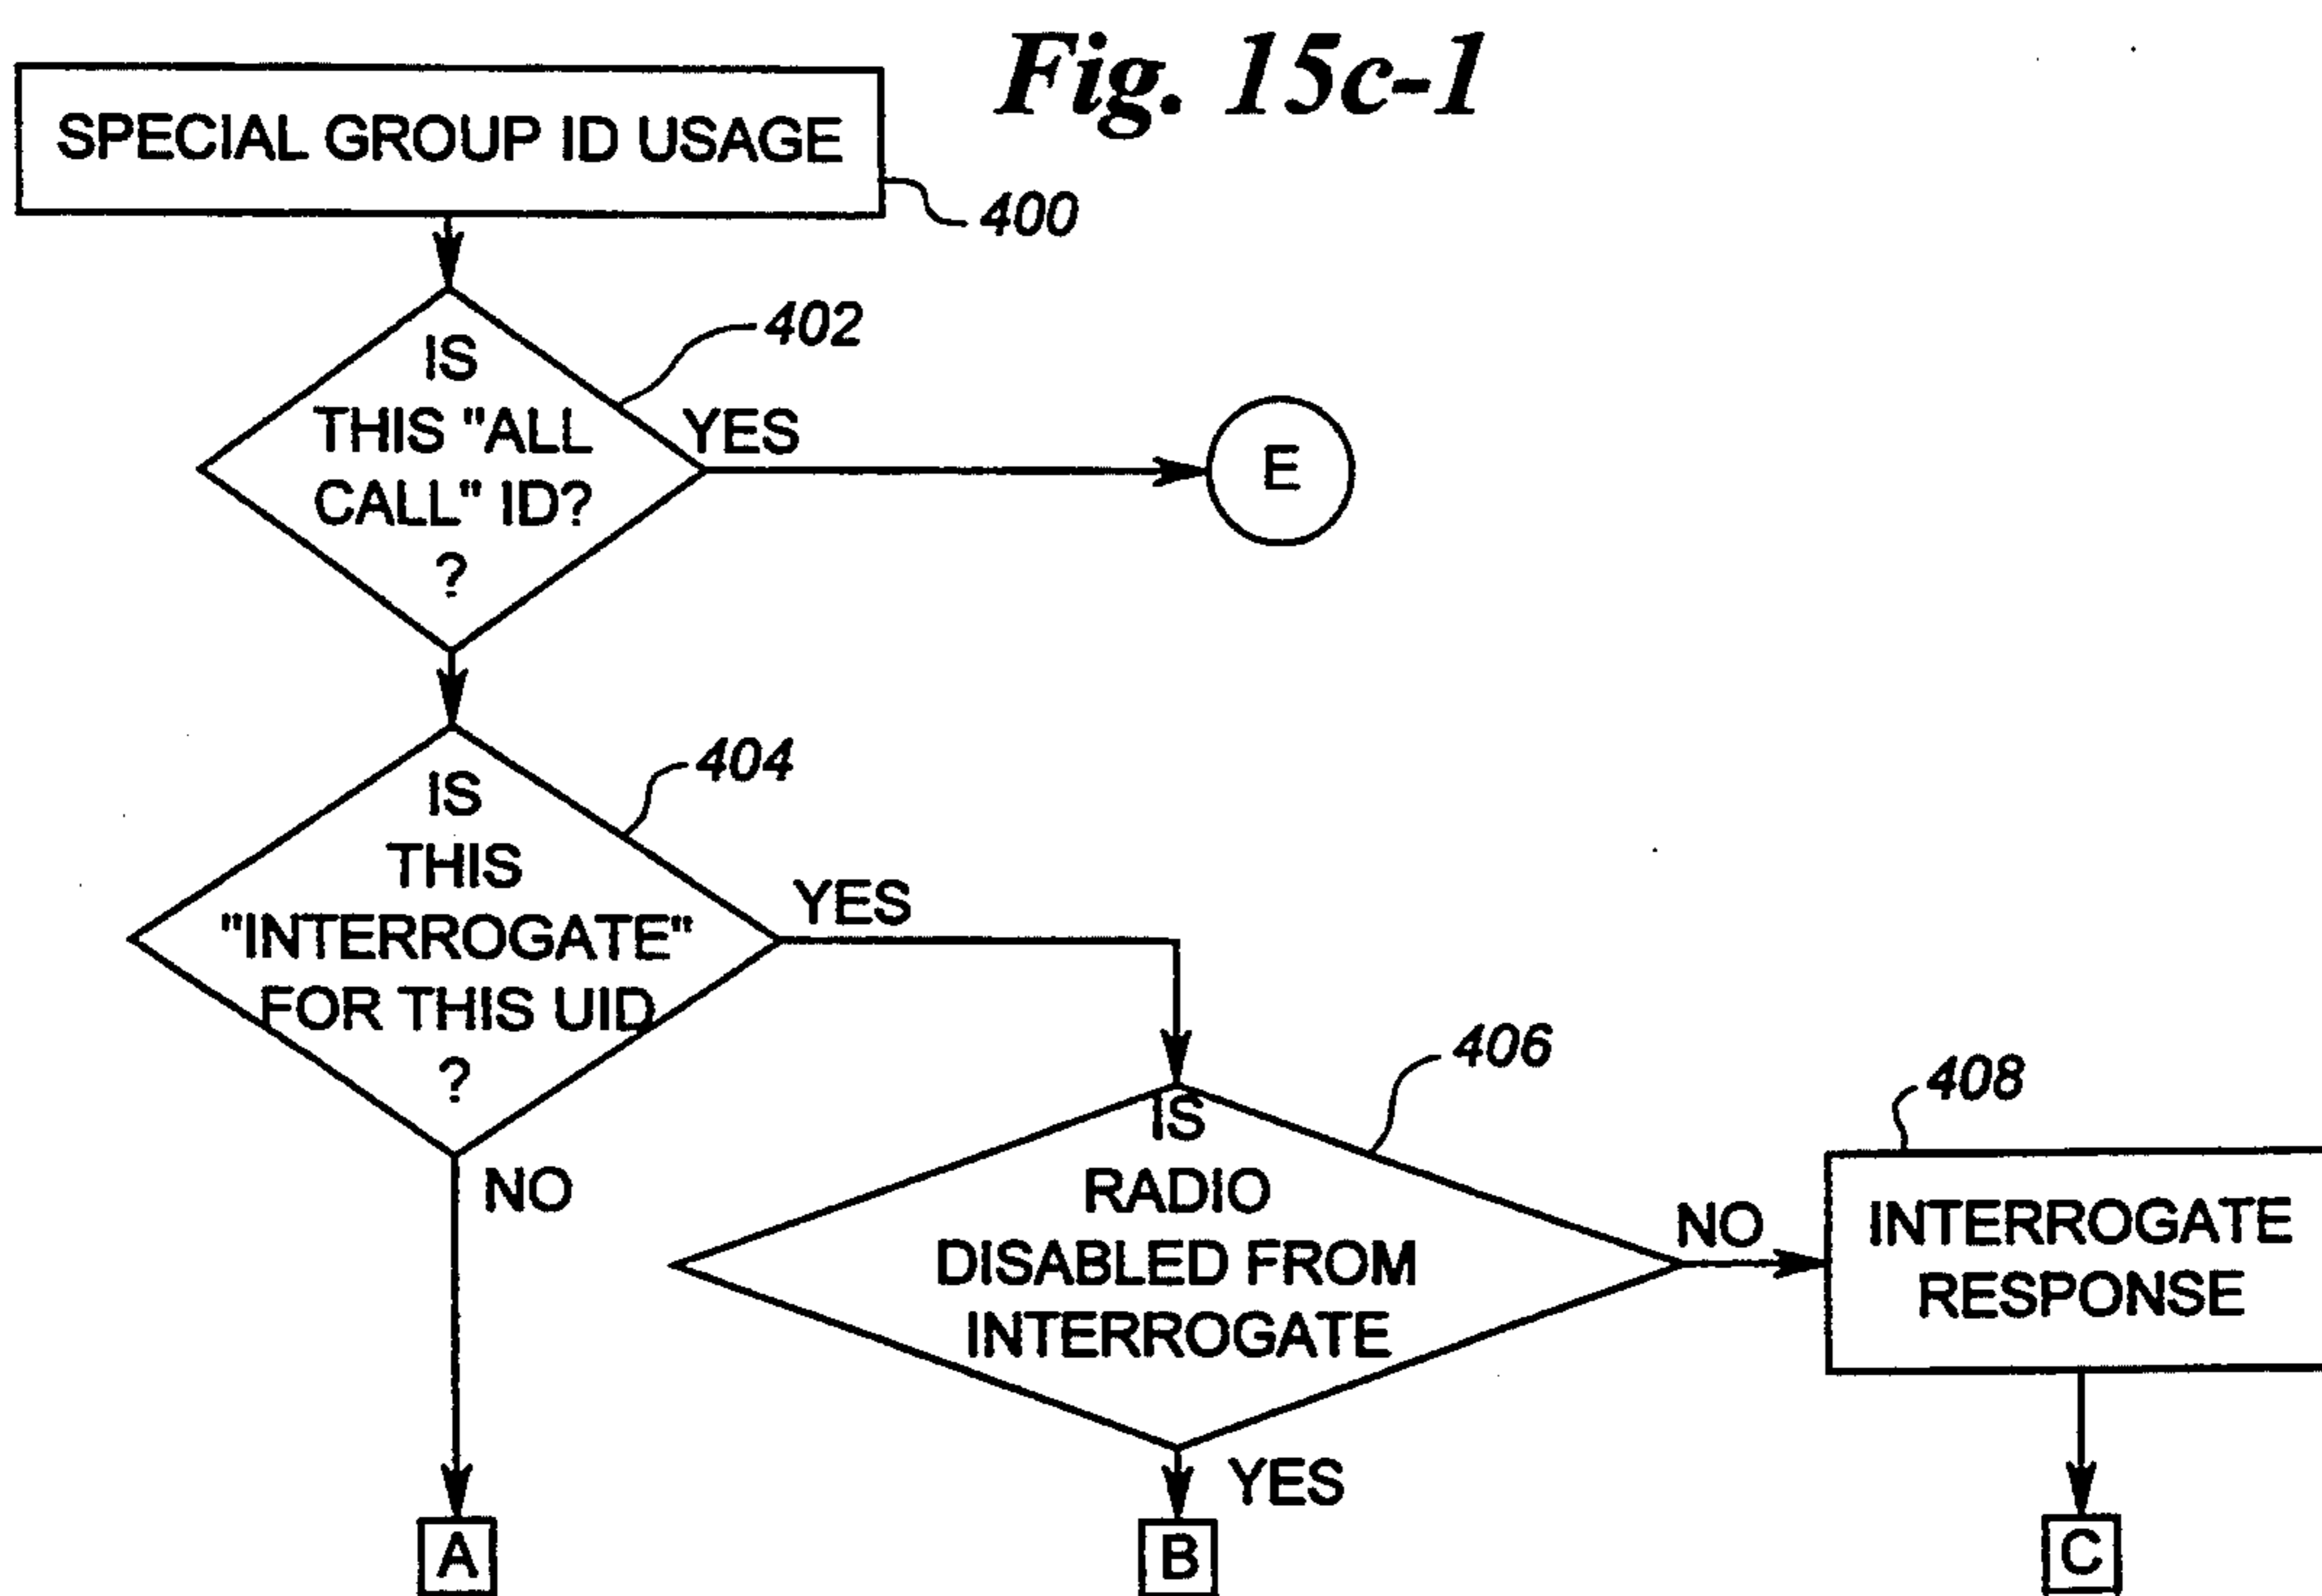 Fig. 15c-1
SPECIAL GROUP ID USAGE
400
402
IS
THIS "ALL
CALL" ID?
?
YES
E
404
IS
THIS
"INTERROGATE"
FOR THIS UID
?
YES
NO
406
IS
RADIO
DISABLED FROM
INTERROGATE
NO
YES
408
INTERROGATE
RESPONSE
A
B
C